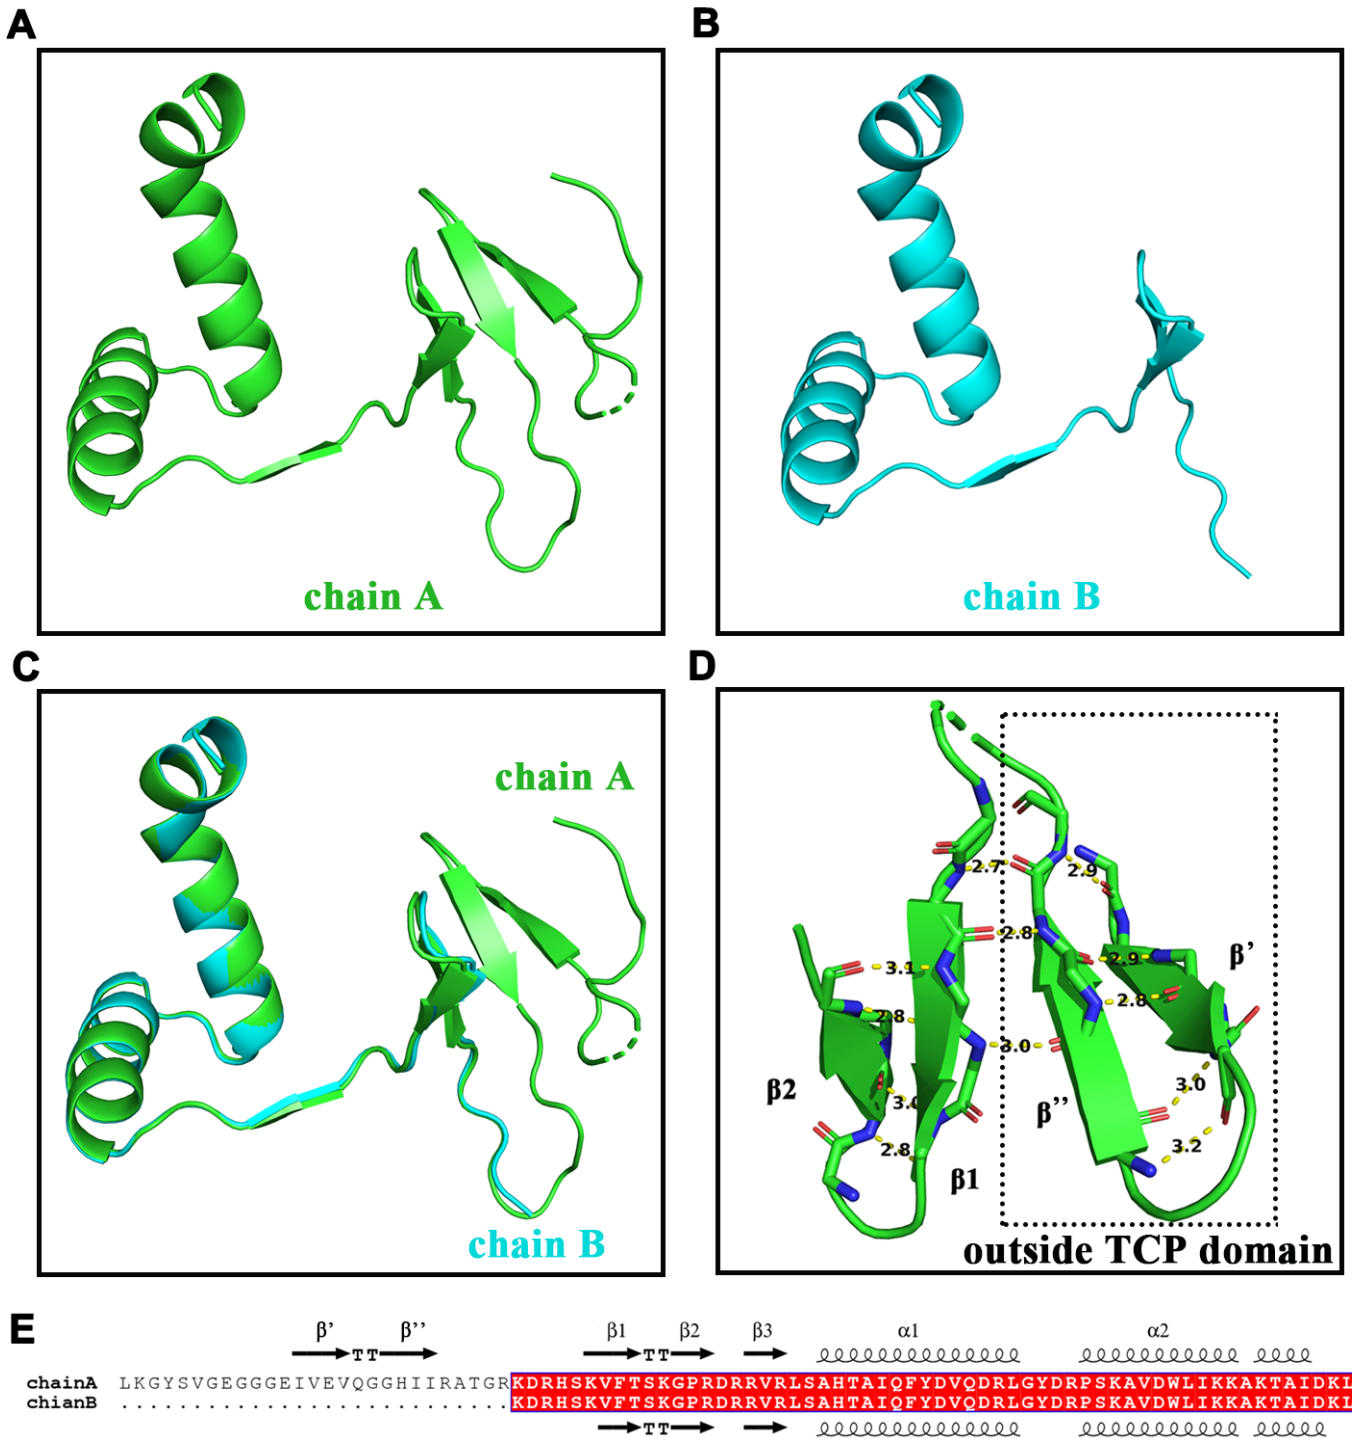 A
B
chain A
chain B
C
D
chain A
chain B
2.7
2.9
2.8
3.1
2.9
β’
2.8
2.8
3.0
β2
3.0
3.0
β’’
2.8
3.2
β1
outside TCP domain
E
β’ β’’ β1 β2 β3 α1 α2
TT TT
chainA LKGYSVGEGGGEIVEVQGGHIIRATGRKDRHSKVFTSKGPRDRRVRLSAHTAIQFYDVQDRLGYDRPSKAVDWLIKKAKTAIDKL
chianB ...........................KDRHSKVFTSKGPRDRRVRLSAHTAIQFYDVQDRLGYDRPSKAVDWLIKKAKTAIDKL
TT